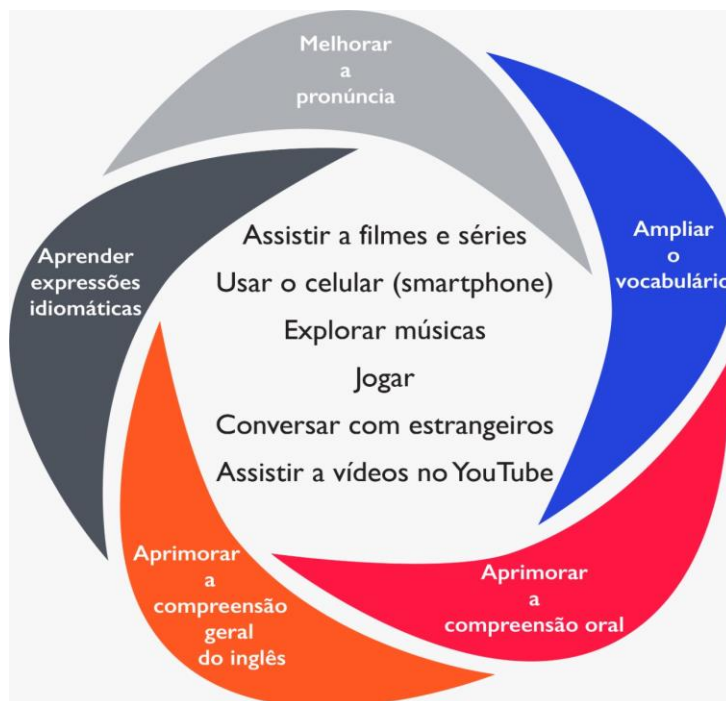 Melhorar
a
pronúncia
Ampliar
o
vocabulário
Aprimorar
a
compreensão oral
Aprimorar
a
compreensão
geral
do inglês
Aprender
expressões
idiomáticas
Assistir a filmes e séries
Usar o celular (smartphone)
Explorar músicas
Jogar
Conversar com estrangeiros
Assistir a vídeos no YouTube